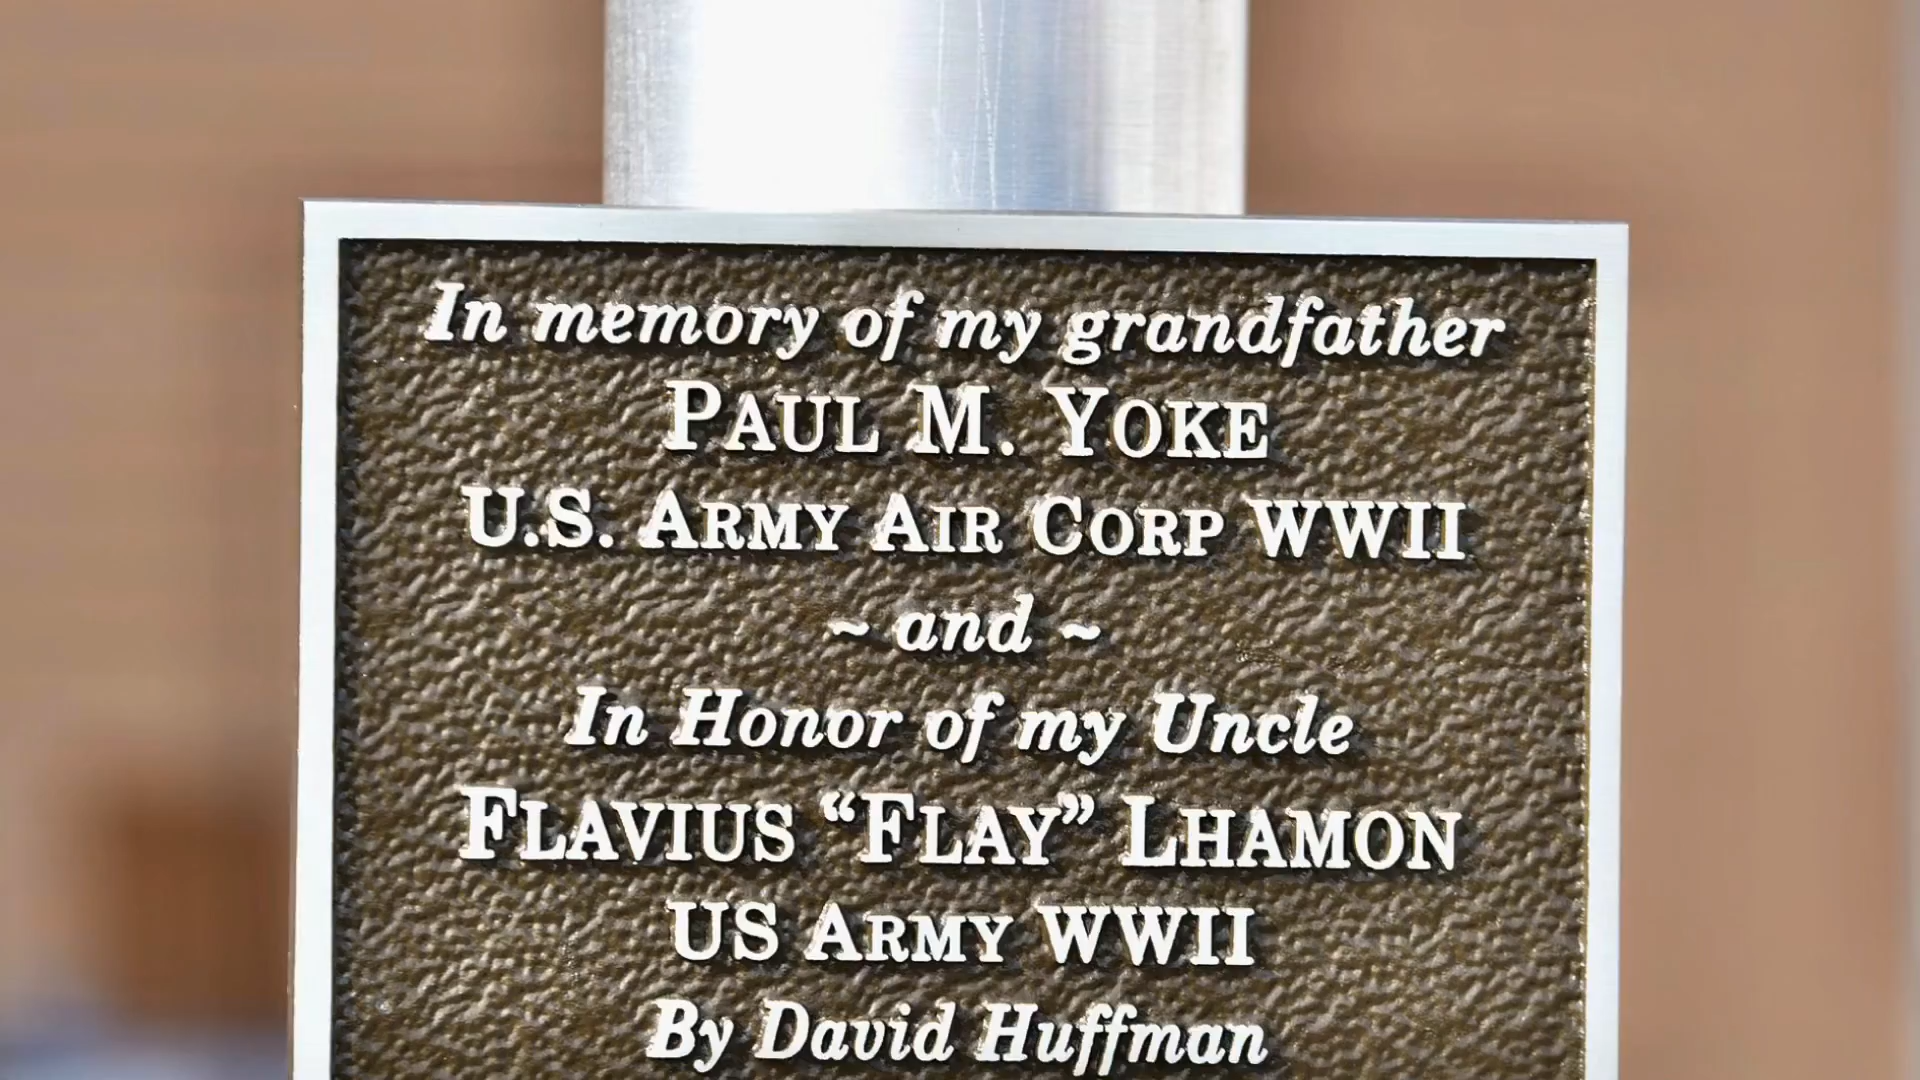 In memory of my grandfather
PAUL M. YOKE
U.S. ARMY AIR CORP WWII
~ and ~
In Honor of my Uncle
FLAVIUS “FLAY” LHAMON
US ARMY WWII
By David Huffman